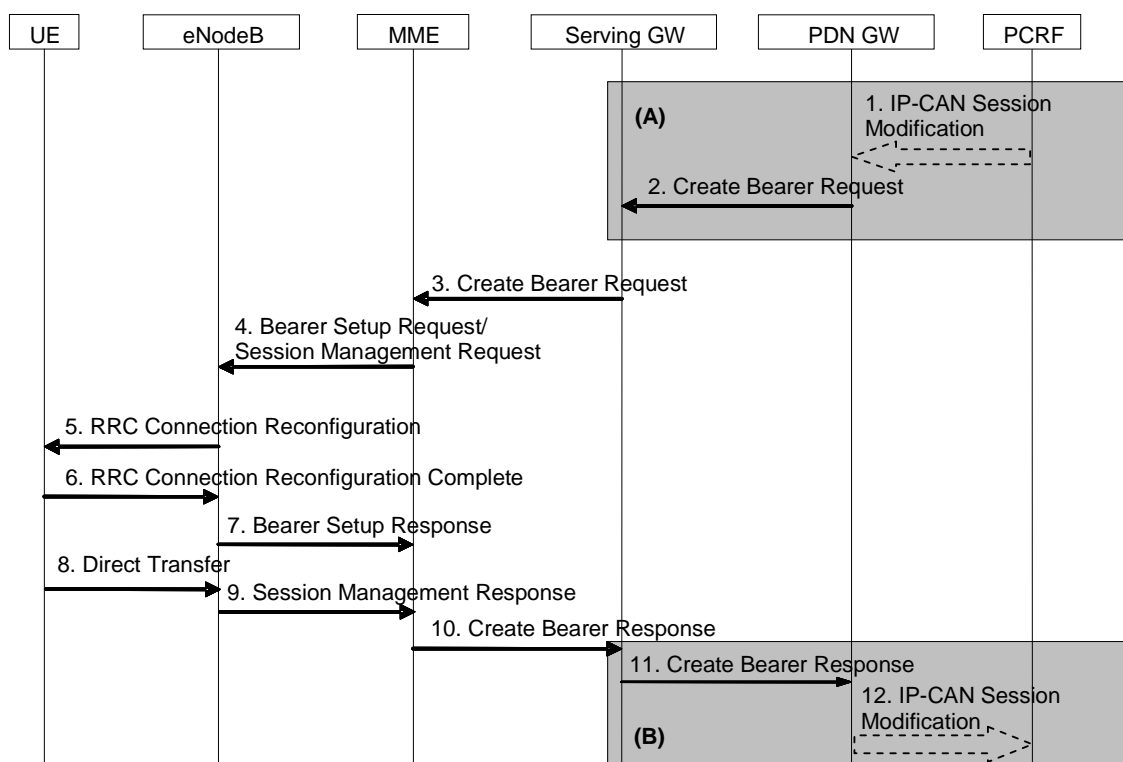 UE
eNodeB
MME
Serving GW
PDN GW
PCRF
(A)
1. IP-CAN Session
Modification
2. Create Bearer Request
3. Create Bearer Request
4. Bearer Setup Request/
Session Management Request
5. RRC Connection Reconfiguration
6. RRC Connection Reconfiguration Complete
7. Bearer Setup Response
8. Direct Transfer
9. Session Management Response
10. Create Bearer Response
11. Create Bearer Response
12. IP-CAN Session
Modification
(B)